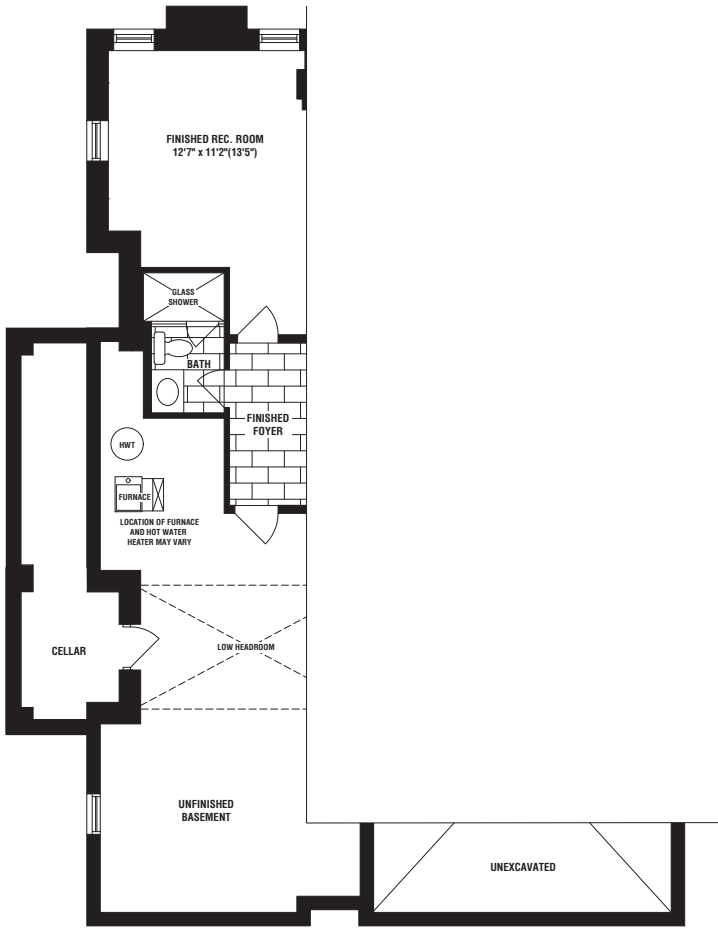 FINISHED REC. ROOM
12'7" x 11'2"(13'5")
GLASS
SHOWER
BATH
FINISHED
FOYER
HWT
FURNACE
LOCATION OF FURNACE
AND HOT WATER
HEATER MAY VARY
CELLAR
LOW HEADROOM
UNFINISHED
BASEMENT
UNEXCAVATED